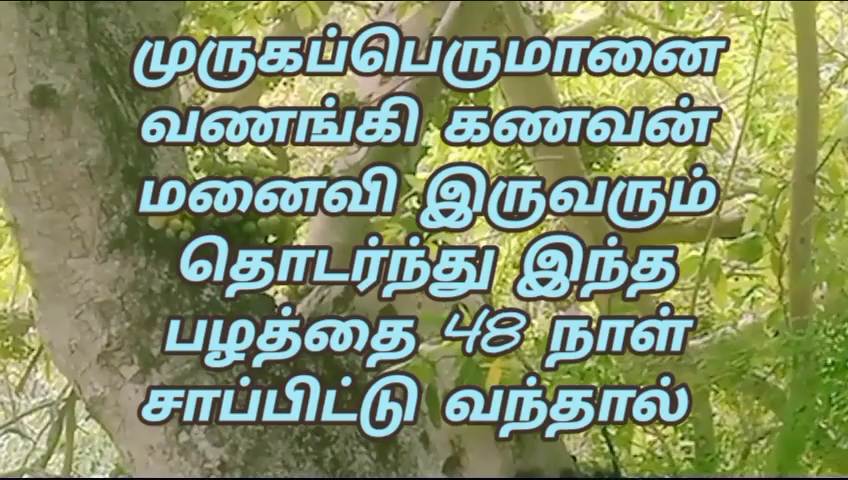 முருகப்பெருமானை
வணங்கி கணவன்
மனைவி இருவரும்
தொடர்ந்து இந்த
பழத்தை 48 நாள்
சாப்பிட்டு வந்தால்